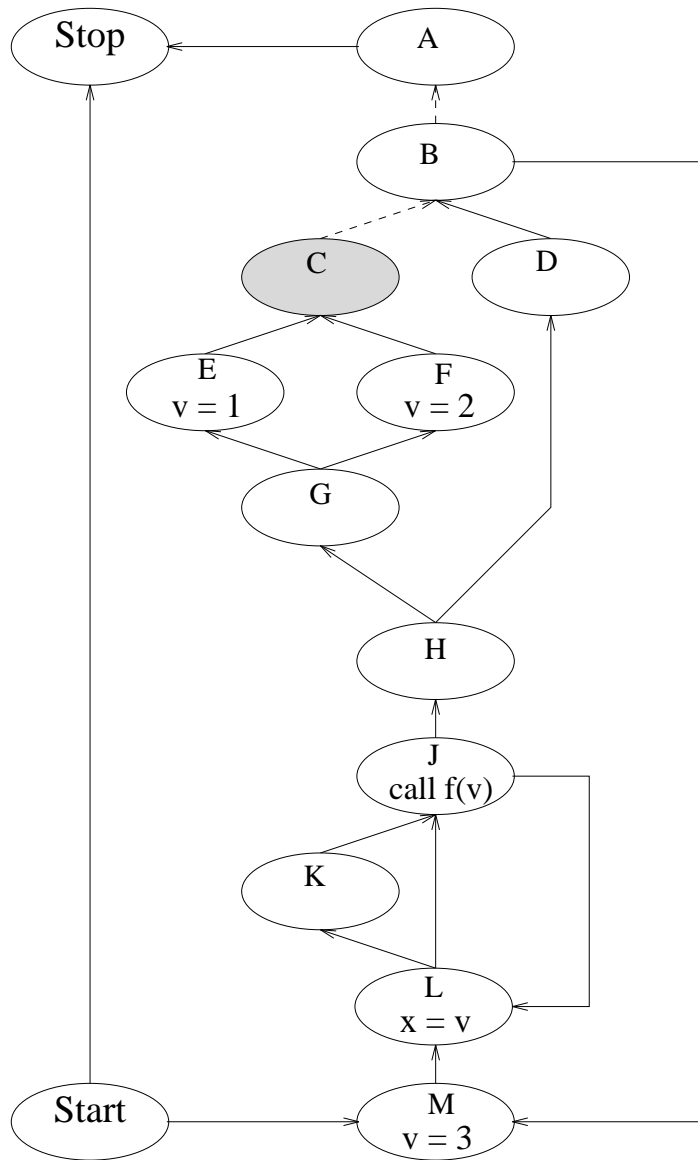 Stop
A
B
C
D
E
v = 1
F
v = 2
G
H
J
call f(v)
K
L
x = v
Start
M
v = 3